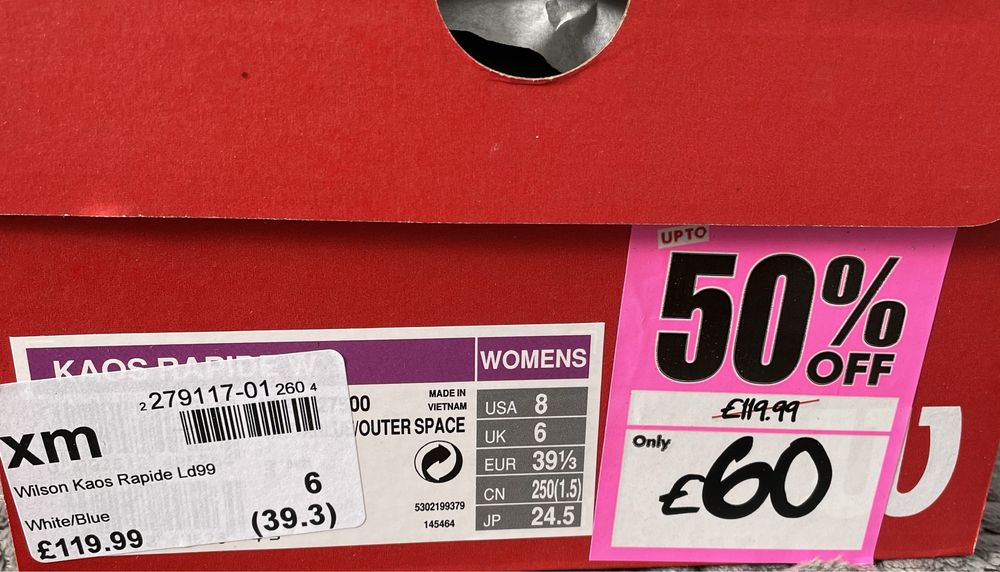 UP TO
50%
OFF
£119.99
Only
£60
KAOS RAPIDE W
WOMENS
MADE IN
VIETNAM
/OUTER SPACE
5302199379
145464
USA 8
UK 6
EUR 39⅓
CN 250(1.5)
JP 24.5
2 279117-01 260 4
xm
Wilson Kaos Rapide Ld99
6
White/Blue
(39.3)
£119.99